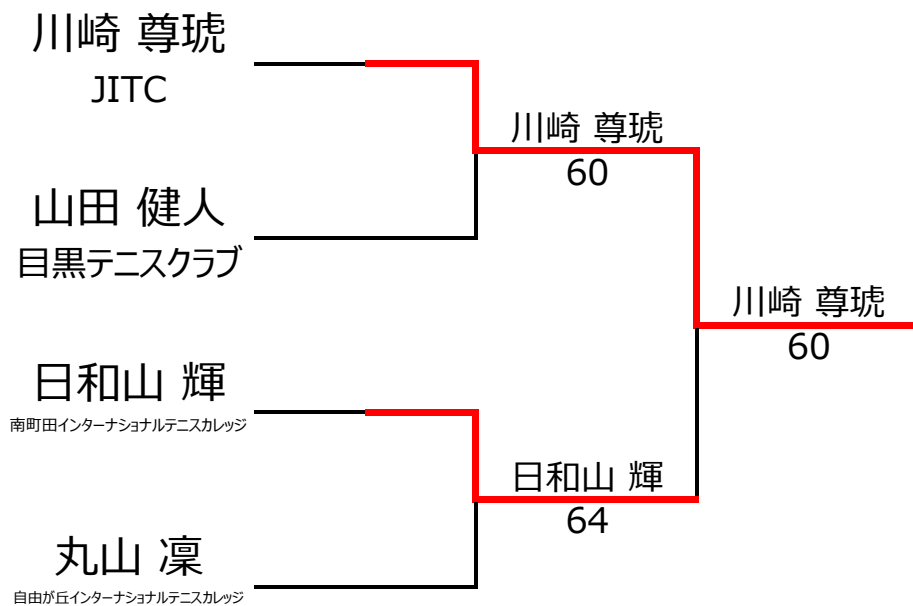 川崎 尊琥
JITC
山田 健人
目黒テニスクラブ
日和山 輝
南町田インターナショナルテニスカレッジ
丸山 凜
自由が丘インターナショナルテニスカレッジ
川崎 尊琥
60
日和山 輝
64
川崎 尊琥
60